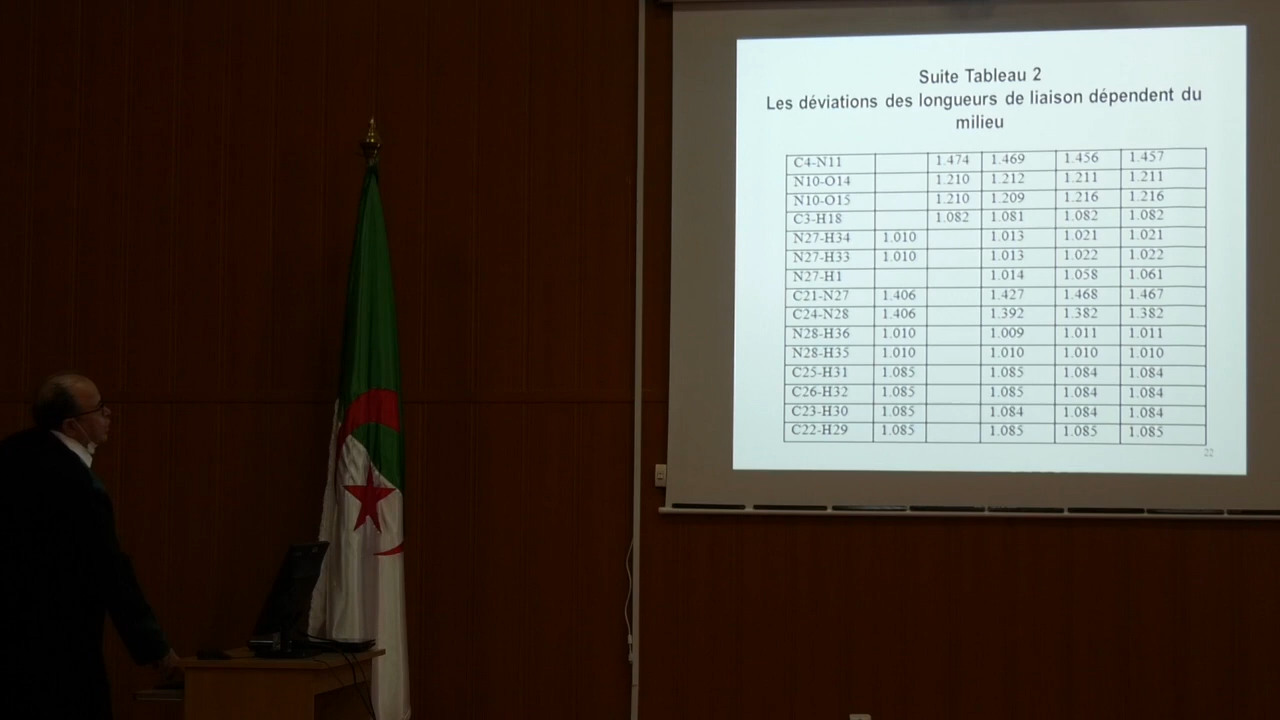 Suite Tableau 2
Les déviations des longueurs de liaison dépendent du
milieu
C4-N11 1.474 1.469 1.456 1.457
N10-O14 1.210 1.212 1.211 1.211
N10-O15 1.210 1.209 1.216 1.216
C3-H18 1.082 1.081 1.082 1.082
N27-H34 1.010 1.013 1.021 1.021
N27-H33 1.010 1.013 1.022 1.022
N27-H1 1.014 1.058 1.061
C21-N27 1.406 1.427 1.468 1.467
C24-N28 1.406 1.392 1.382 1.382
N28-H36 1.010 1.009 1.011 1.011
N28-H35 1.010 1.010 1.010 1.010
C25-H31 1.085 1.085 1.084 1.084
C26-H32 1.085 1.085 1.084 1.084
C23-H30 1.085 1.084 1.084 1.084
C22-H29 1.085 1.085 1.085 1.085
22